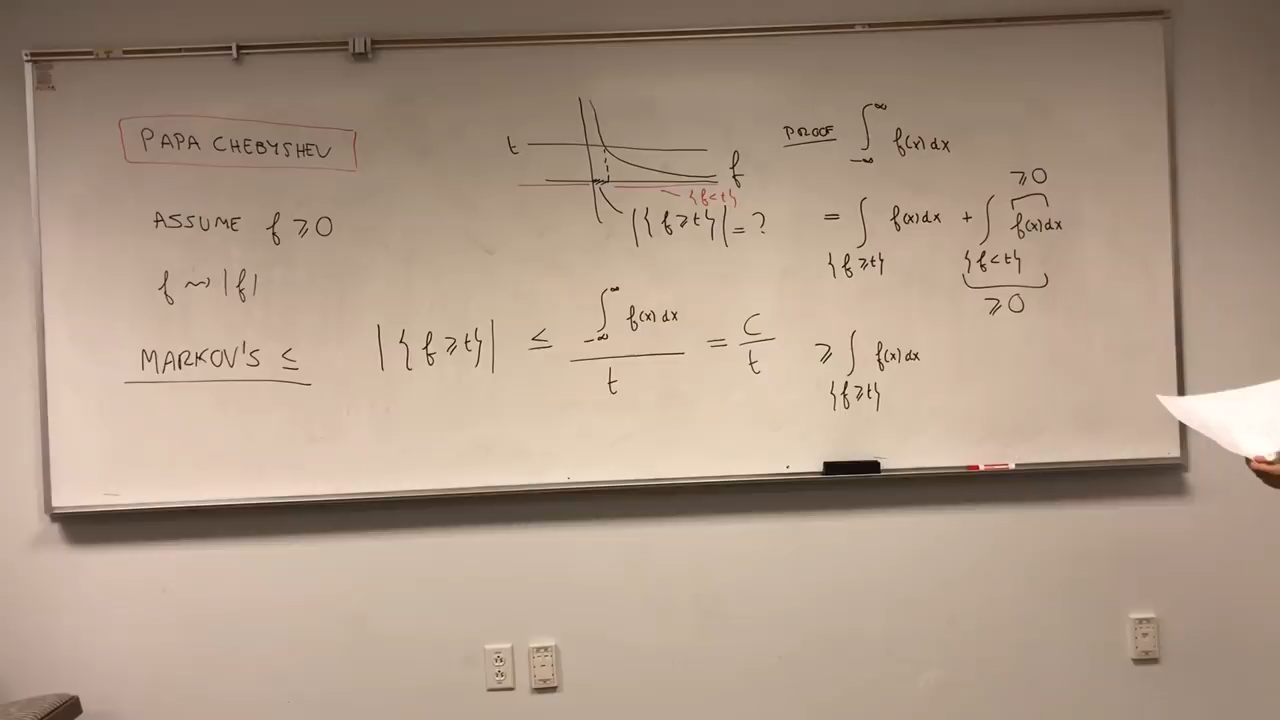 PAPA CHEBYSHEV
ASSUME f ≥ 0
f ⇝ |f|
MARKOV'S ≤
|{f ≥ t}| ≤ ∫_{-∞}^{∞} f(x) dx / t = C / t
t
f
{f < t}
|{f ≥ t}| = ?
PROOF ∫_{-∞}^{∞} f(x) dx
= ∫_{f ≥ t} f(x) dx + ∫_{f < t} f(x) dx
≥ 0
≥ 0
≥ ∫_{f ≥ t} f(x) dx